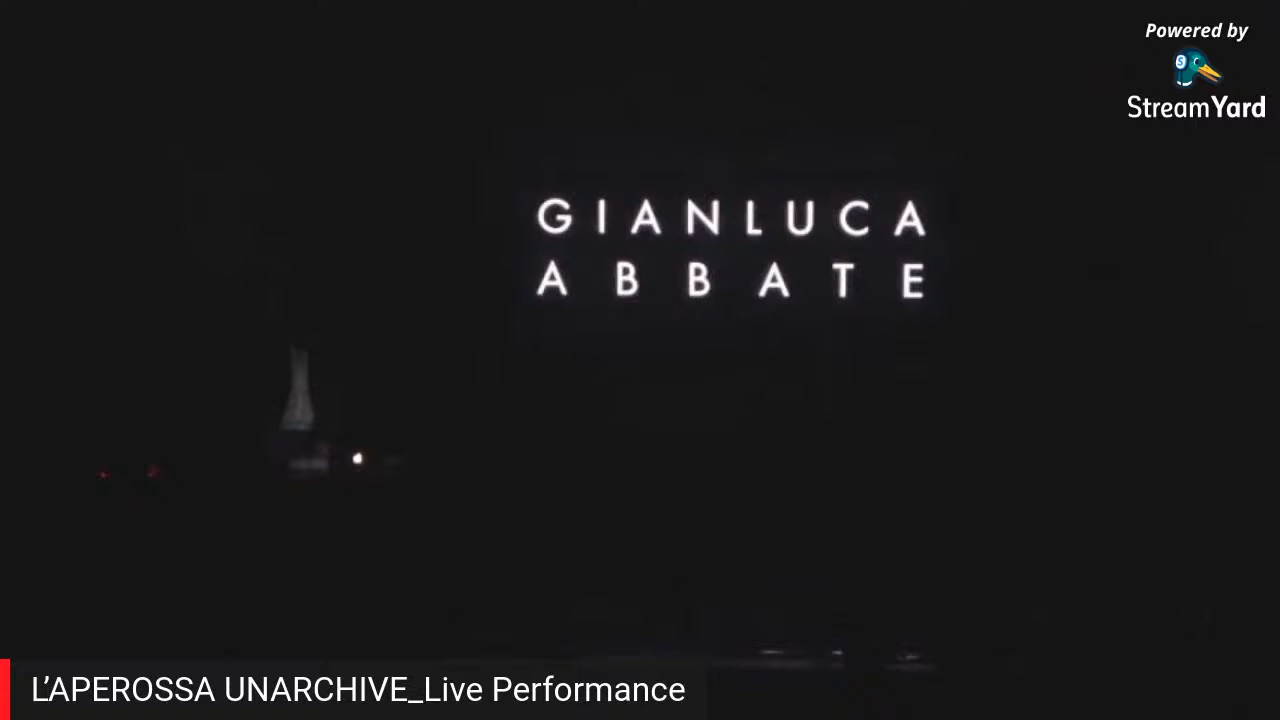 Powered by
StreamYard
GIANLUCA
ABBATE
L'APEROSSA UNARCHIVE_Live Performance